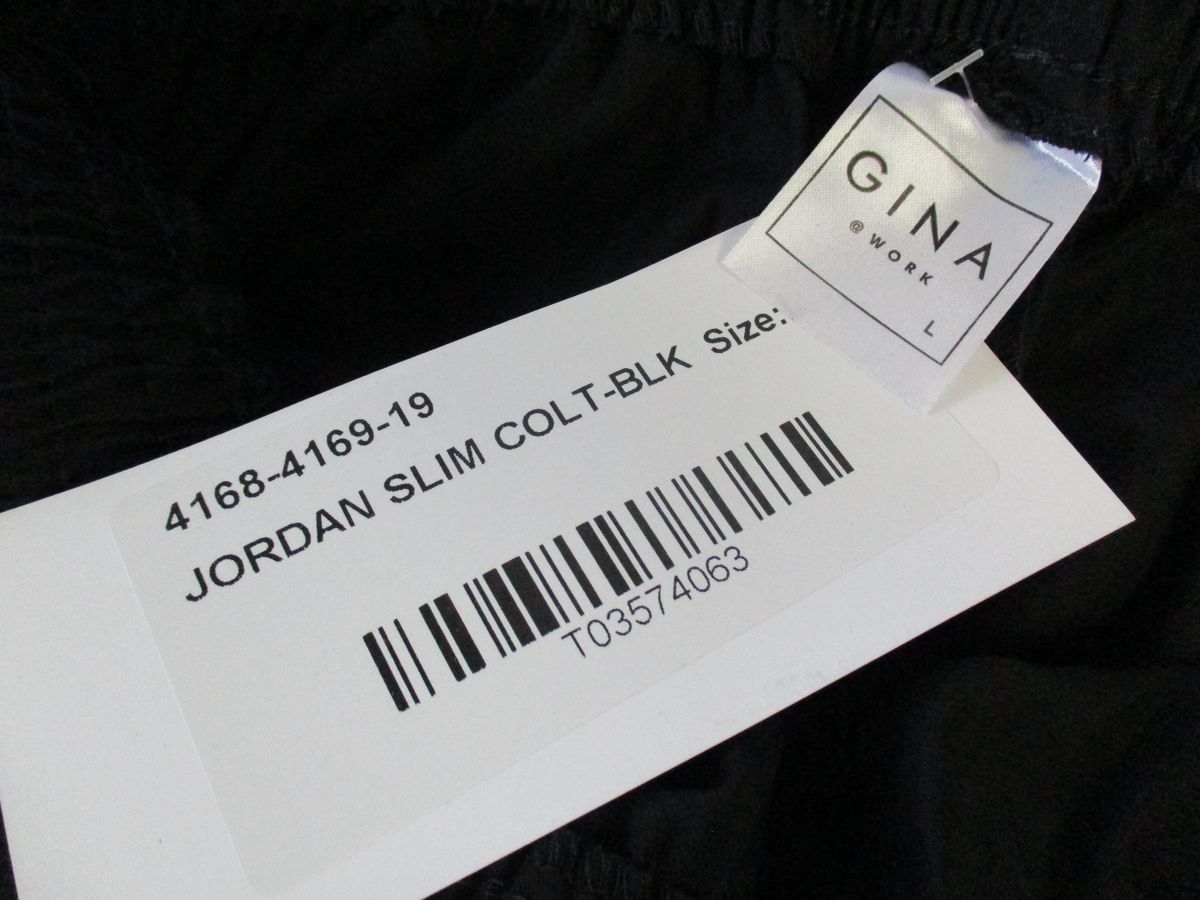 GINA
@ WORK
L
4168-4169-19
JORDAN SLIM COLT-BLK Size:
T03574063